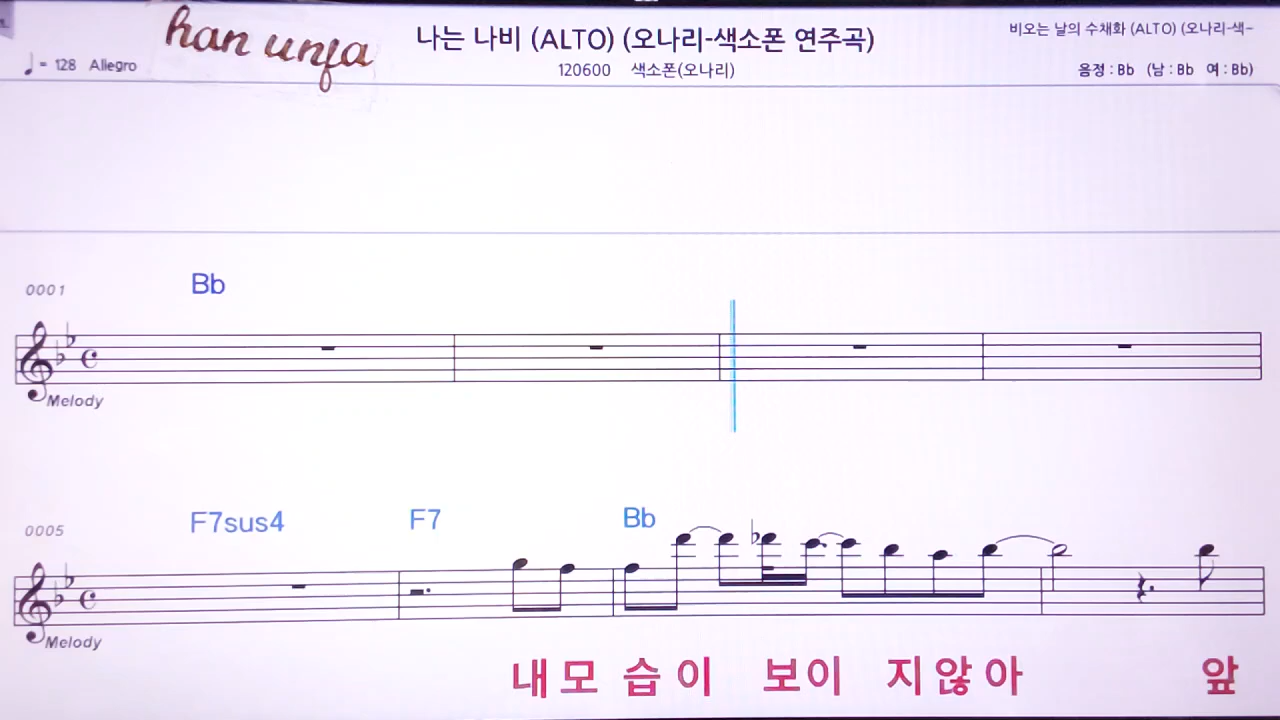 han unfa
나는 나비 (ALTO) (오나리-색소폰 연주곡)
비오는 날의 수채화 (ALTO) (오나리-색-
= 128 Allegro
120600 색소폰(오나리)
음정 : Bb (남 : Bb 여 : Bb)
0001 Bb
Melody
0005 F7sus4 F7 Bb
Melody
내 모 습 이 보이 지 않 아 앞